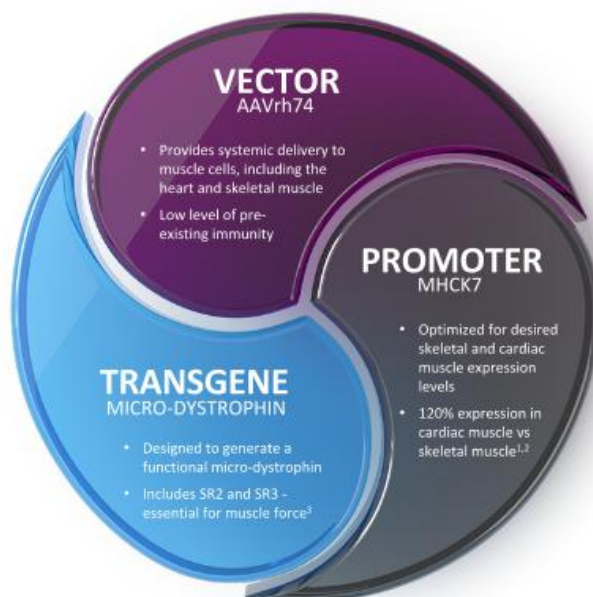 VECTOR
AAVrh74
• Provides systemic delivery to
muscle cells, including the
heart and skeletal muscle
• Low level of pre-
existing immunity
PROMOTER
MHCK7
• Optimized for desired
skeletal and cardiac
muscle expression
levels
• 120% expression in
cardiac muscle vs
skeletal muscle¹,²
TRANSGENE
MICRO-DYSTROPHIN
• Designed to generate a
functional micro-dystrophin
• Includes SR2 and SR3 -
essential for muscle force³